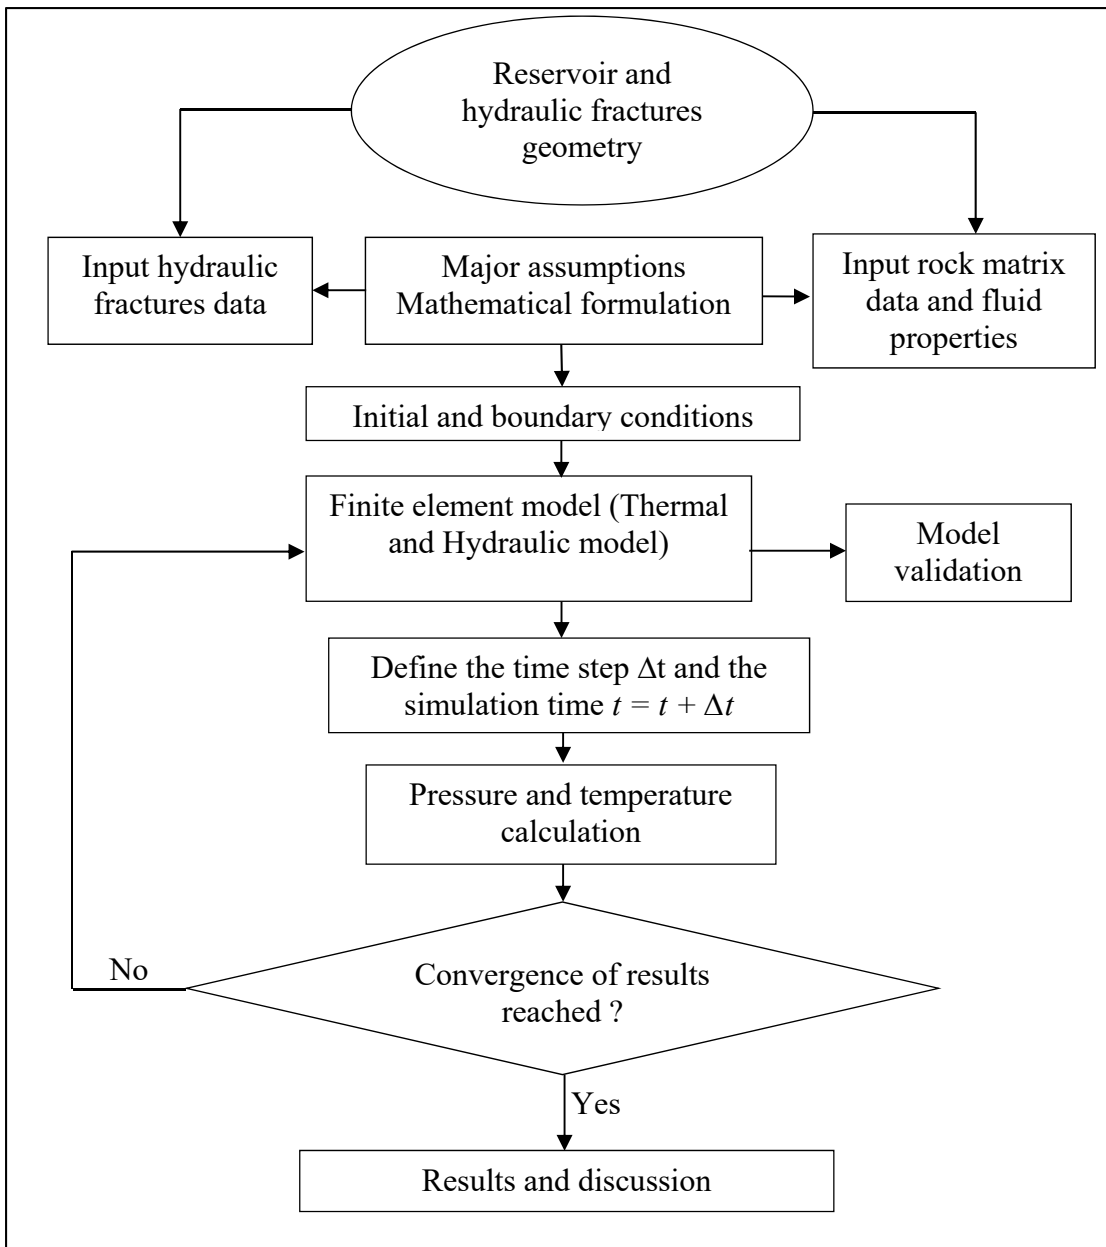 Reservoir and
hydraulic fractures
geometry
Input hydraulic
fractures data
Major assumptions
Mathematical formulation
Input rock matrix
data and fluid
properties
Initial and boundary conditions
Finite element model (Thermal
and Hydraulic model)
Model
validation
Define the time step Δt and the
simulation time t = t + Δt
Pressure and temperature
calculation
No
Convergence of results
reached ?
Yes
Results and discussion